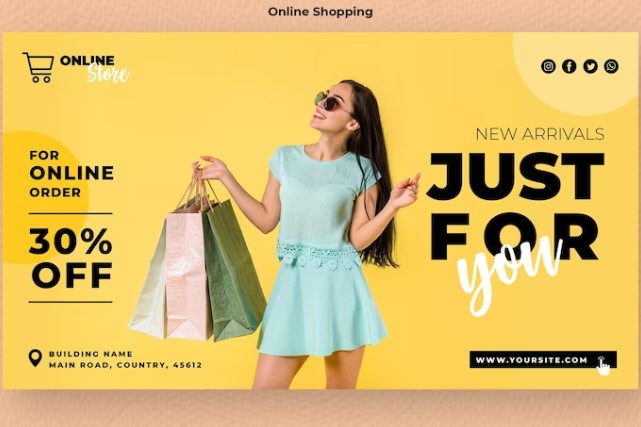 Online Shopping
ONLINE
Store
FOR
ONLINE
ORDER
30%
OFF
BUILDING NAME
MAIN ROAD, COUNTRY, 45612
NEW ARRIVALS
JUST
FOR
you
WWW.YOURSITE.COM